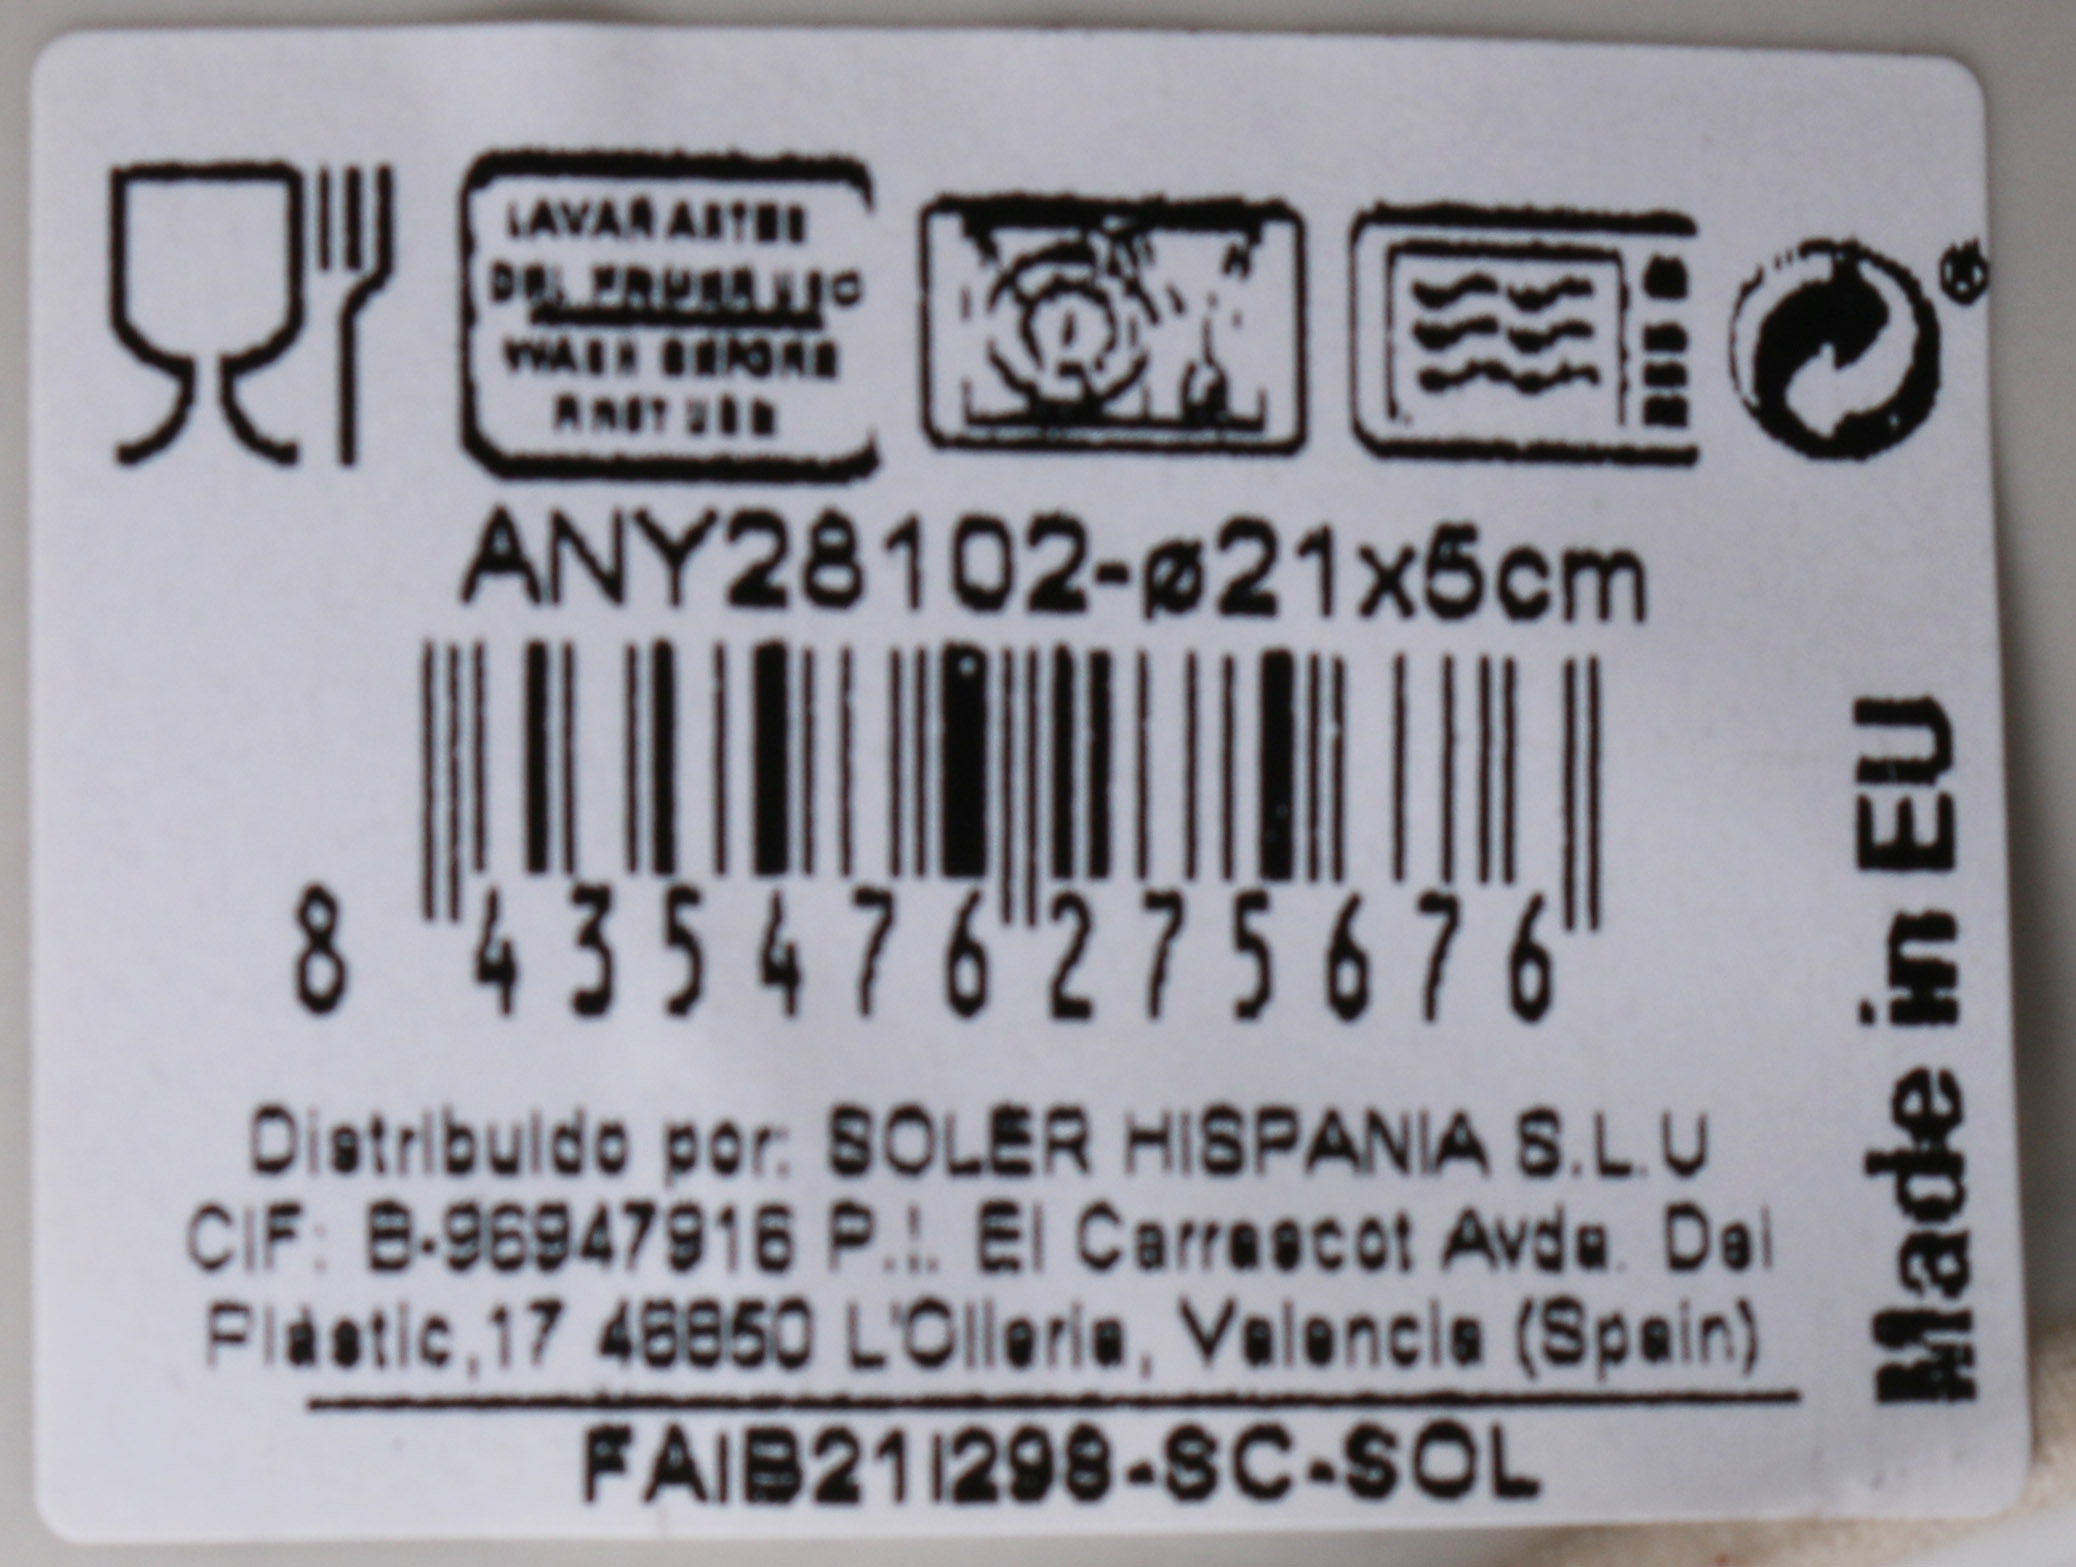 LAVAR ANTES
DEL PRIMER USO
WASH BEFORE
FIRST USE
ANY28102-ø21x5cm
8 435476 275676
Distribuido por: SOLER HISPANIA S.L.U
CIF: B-96947916 P.I. El Carrascot Avda. Del
Plàstic,17 46850 L'Olleria, Valencia (Spain)
FAIB21I298-SC-SOL
Made in EU
®